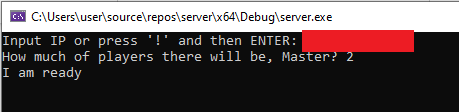 C:\Users\user\source\repos\server\x64\Debug\server.exe
Input IP or press '!' and then ENTER:
How much of players there will be, Master? 2
I am ready